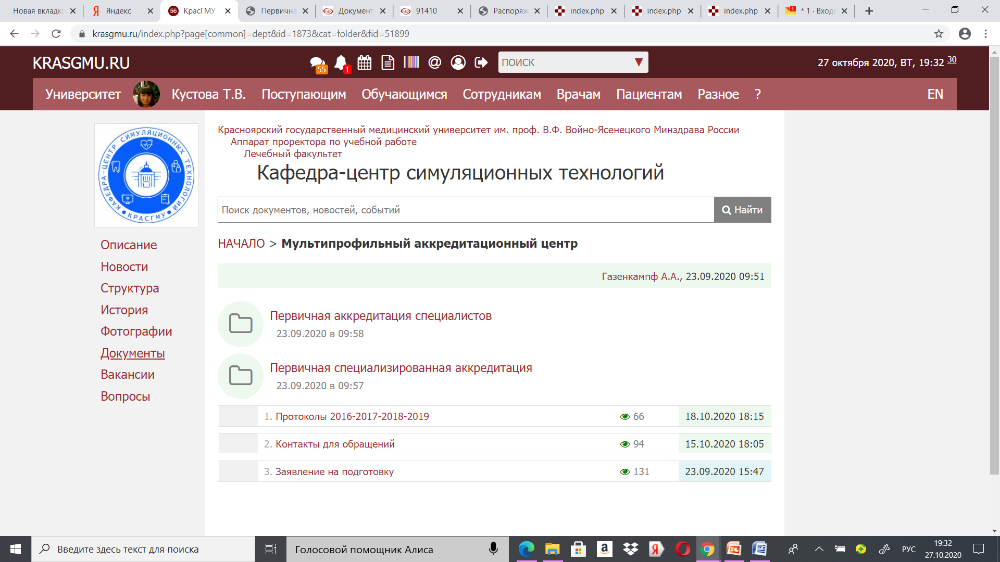 Новая вкладка
Яндекс
56 КрасГМУ
Первична
Документ
91410
Распоряж
index.php
index.php
index.php
1 * 1 · Входя
krasgmu.ru/index.php?page[common]=dept&id=1873&cat=folder&fid=51899
KRASGMU.RU
55
1
@
ПОИСК
27 октября 2020, ВТ, 19:32 30
Университет
Кустова Т.В.
Поступающим
Обучающимся
Сотрудникам
Врачам
Пациентам
Разное
?
EN
КАФЕДРА-ЦЕНТР СИМУЛЯЦИОННЫХ ТЕХНОЛОГИЙ
КРАСГМУ
Описание
Новости
Структура
История
Фотографии
Документы
Вакансии
Вопросы
Красноярский государственный медицинский университет им. проф. В.Ф. Войно-Ясенецкого Минздрава России
Аппарат проректора по учебной работе
Лечебный факультет
Кафедра-центр симуляционных технологий
Поиск документов, новостей, событий
Найти
НАЧАЛО > Мультипрофильный аккредитационный центр
Газенкампф А.А., 23.09.2020 09:51
Первичная аккредитация специалистов
23.09.2020 в 09:58
Первичная специализированная аккредитация
23.09.2020 в 09:57
1. Протоколы 2016-2017-2018-2019 66 18.10.2020 18:15
2. Контакты для обращений 94 15.10.2020 18:05
3. Заявление на подготовку 131 23.09.2020 15:47
Введите здесь текст для поиска
Голосовой помощник Алиса
РУС
19:32
27.10.2020